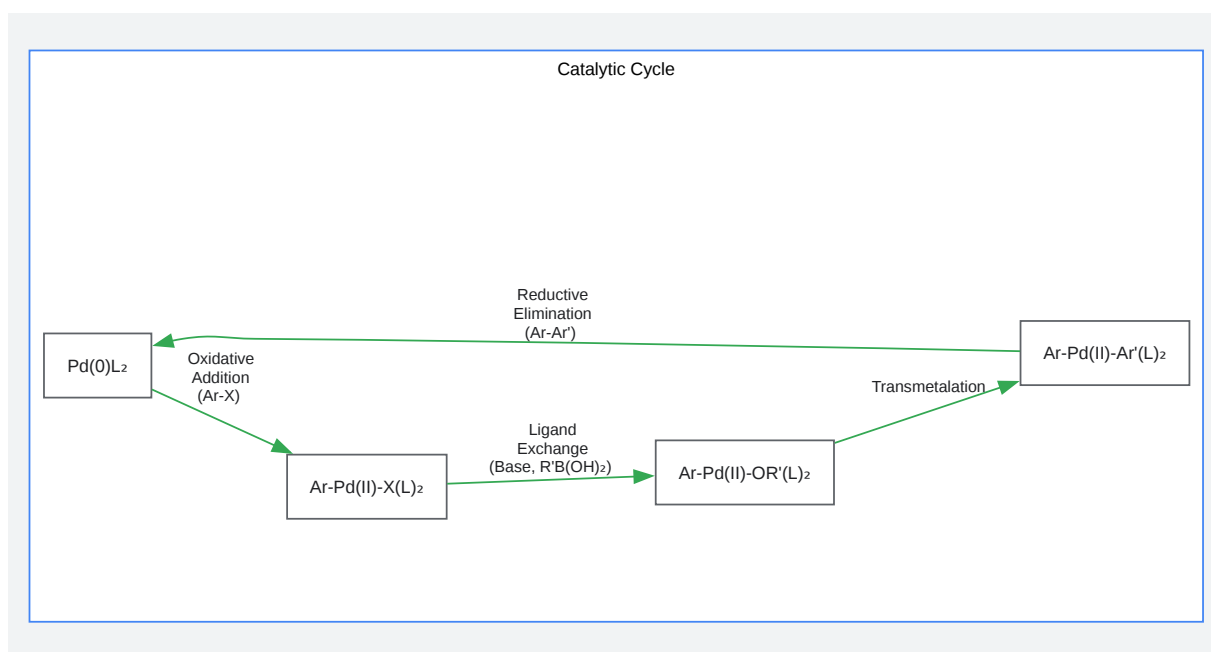 Catalytic Cycle
Reductive
Elimination
(Ar-Ar')
Pd(0)L₂
Oxidative
Addition
(Ar-X)
Ar-Pd(II)-Ar'(L)₂
Transmetalation
Ligand
Exchange
(Base, R'B(OH)₂)
Ar-Pd(II)-X(L)₂
Ar-Pd(II)-OR'(L)₂